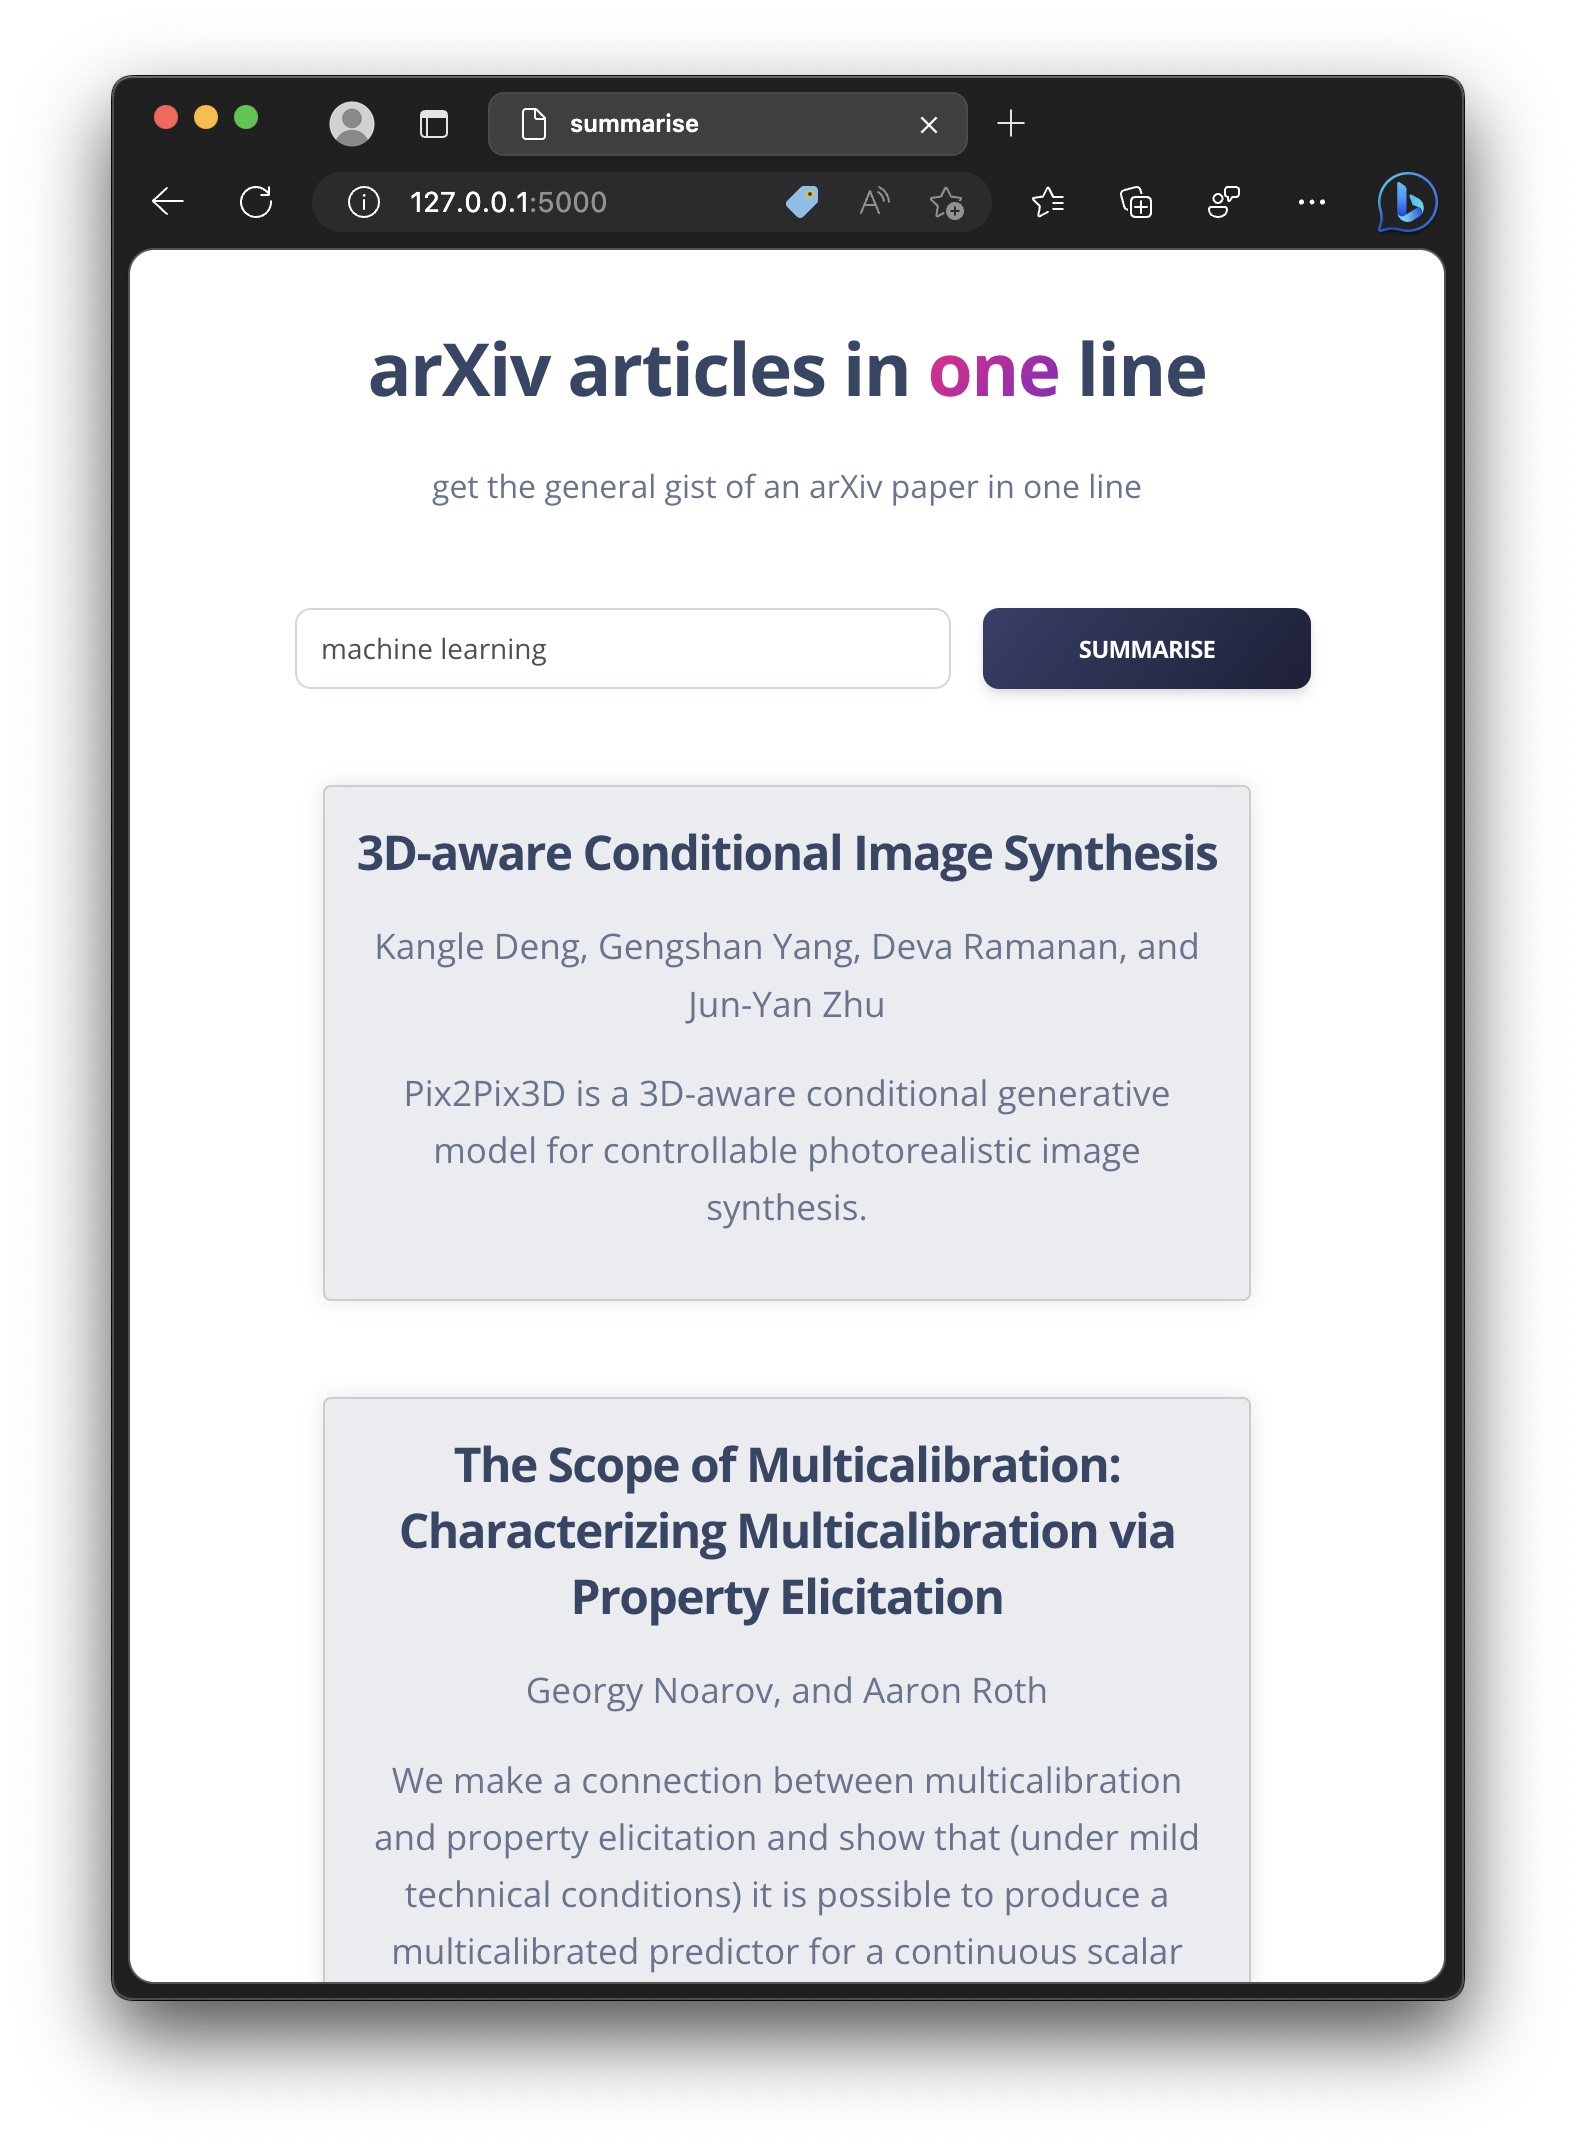 summarise
127.0.0.1:5000
arXiv articles in one line
get the general gist of an arXiv paper in one line
machine learning
SUMMARISE
3D-aware Conditional Image Synthesis
Kangle Deng, Gengshan Yang, Deva Ramanan, and
Jun-Yan Zhu
Pix2Pix3D is a 3D-aware conditional generative
model for controllable photorealistic image
synthesis.
The Scope of Multicalibration:
Characterizing Multicalibration via
Property Elicitation
Georgy Noarov, and Aaron Roth
We make a connection between multicalibration
and property elicitation and show that (under mild
technical conditions) it is possible to produce a
multicalibrated predictor for a continuous scalar